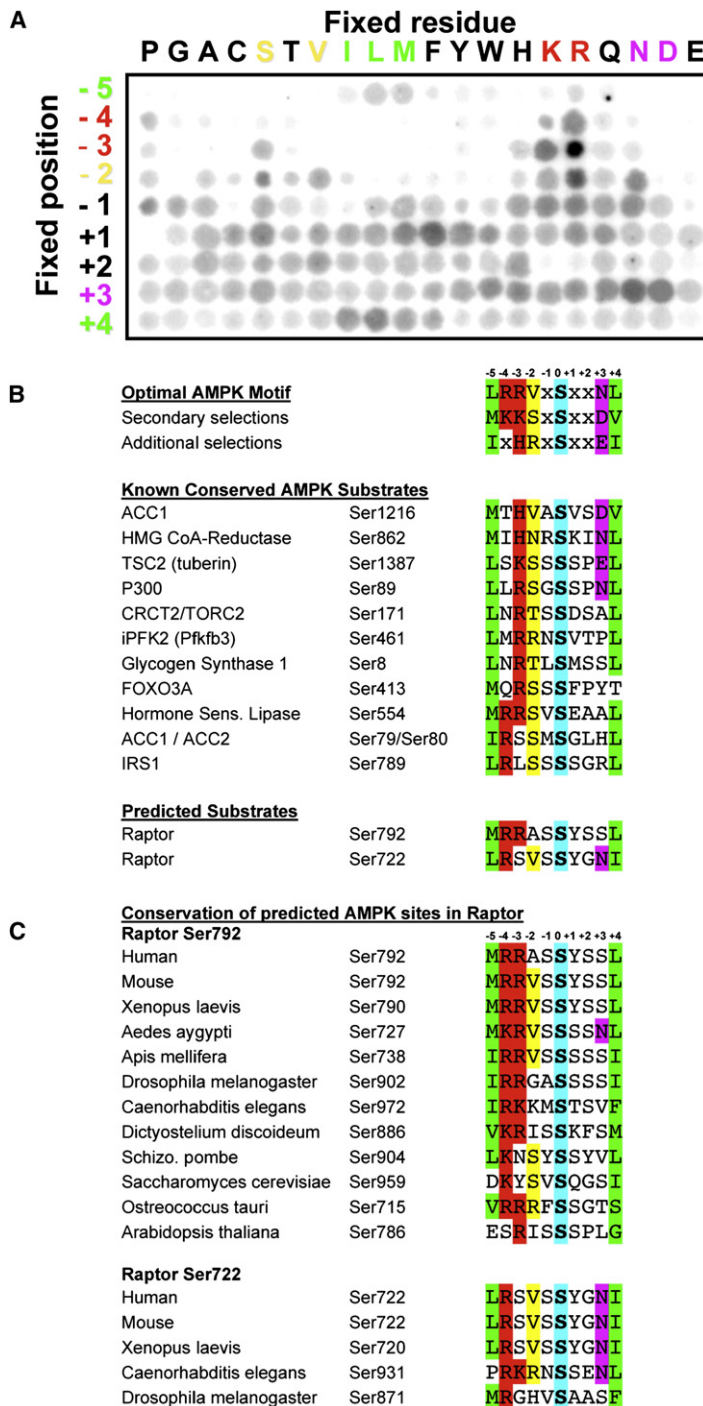 A
Fixed residue
P G A C S T V I L M F Y W H K R Q N D E
Fixed position
- 5
- 4
- 3
- 2
- 1
+1
+2
+3
+4
B
-5 -4 -3 -2 -1 0 +1 +2 +3 +4
Optimal AMPK Motif LRRVxSxxNL
Secondary selections MKKSxSxxDV
Additional selections IxHRxSxxEI
Known Conserved AMPK Substrates
ACC1 Ser1216 MTHVASVSDV
HMG CoA-Reductase Ser862 MIHNRSKINL
TSC2 (tuberin) Ser1387 LSKSSSSPEL
P300 Ser89 LLRSGSSPNL
CRCT2/TORC2 Ser171 LNRTSSDSAL
iPFK2 (Pfkfb3) Ser461 LMRRNSVTPL
Glycogen Synthase 1 Ser8 LNRTLSMSSL
FOXO3A Ser413 MQRSSSFPYT
Hormone Sens. Lipase Ser554 MRRSVSEAAL
ACC1 / ACC2 Ser79/Ser80 IRSSMSGLHL
IRS1 Ser789 LRLSSSSGRL
Predicted Substrates
Raptor Ser792 MRRASSYSSL
Raptor Ser722 LRSVSSYGNI
C
Conservation of predicted AMPK sites in Raptor
Raptor Ser792 -5 -4 -3 -2 -1 0 +1 +2 +3 +4
Human Ser792 MRRASSYSSL
Mouse Ser792 MRRVSSYSSL
Xenopus laevis Ser790 MRRVSSYSSL
Aedes aygypti Ser727 MKRVSSSSNL
Apis mellifera Ser738 IRRVSSSSSI
Drosophila melanogaster Ser902 IRRGASSSSI
Caenorhabditis elegans Ser972 IRKKMSTSVF
Dictyostelium discoideum Ser886 VKRISSKFSM
Schizo. pombe Ser904 LKNSYSSYVL
Saccharomyces cerevisiae Ser959 DKYSVSQGSI
Ostreococcus tauri Ser715 VRRRFSSGTS
Arabidopsis thaliana Ser786 ESRISSSPLG
Raptor Ser722
Human Ser722 LRSVSSYGNI
Mouse Ser722 LRSVSSYGNI
Xenopus laevis Ser720 LRSVSSYGNI
Caenorhabditis elegans Ser931 PRKRNSSENL
Drosophila melanogaster Ser871 MRGHVSAASF